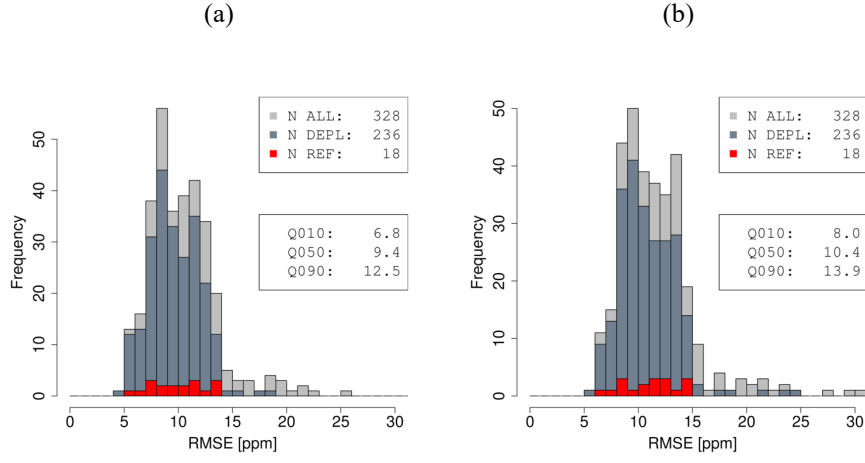 (a)
N ALL: 328
N DEPL: 236
N REF: 18
Q010: 6.8
Q050: 9.4
Q090: 12.5
Frequency
50
40
30
20
10
0
0 5 10 15 20 25 30
RMSE [ppm]
(b)
N ALL: 328
N DEPL: 236
N REF: 18
Q010: 8.0
Q050: 10.4
Q090: 13.9
Frequency
50
40
30
20
10
0
0 5 10 15 20 25 30
RMSE [ppm]